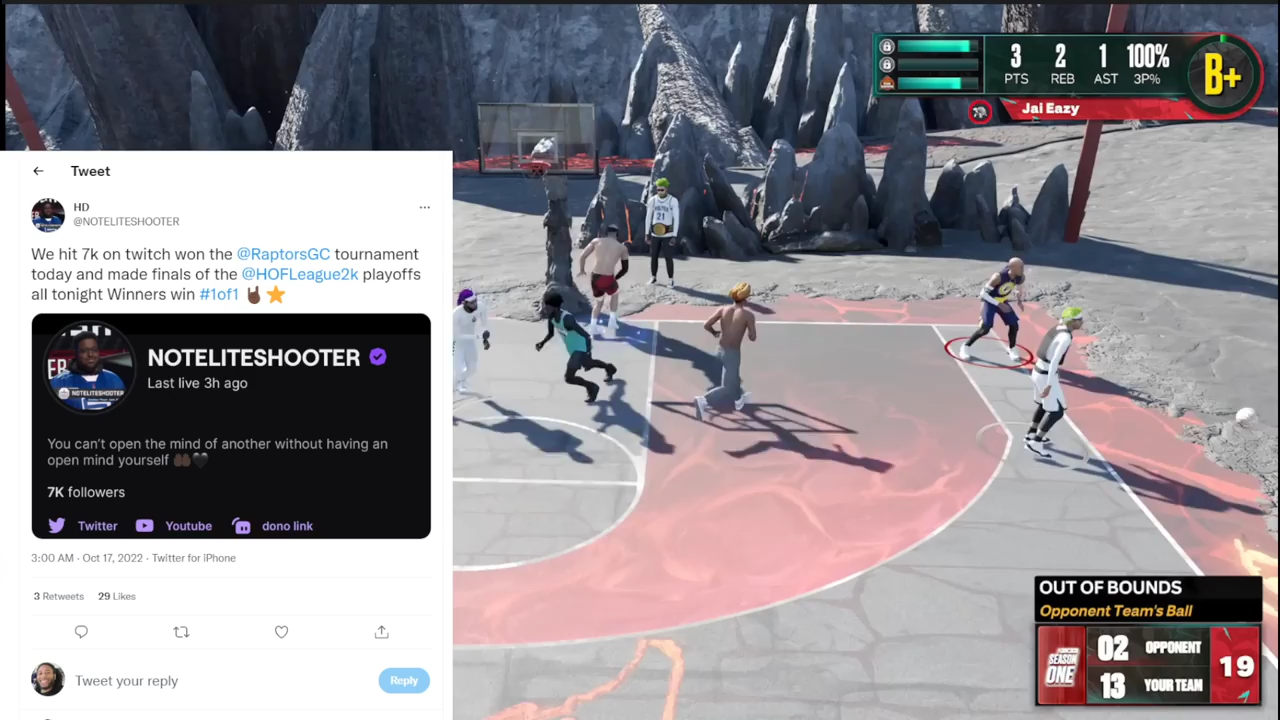 Tweet
HD
@NOTELITESHOOTER
We hit 7k on twitch won the @RaptorsGC tournament
today and made finals of the @HOFLeague2k playoffs
all tonight Winners win #1of1 🤘🏿 ⭐
NOTELITESHOOTER
Last live 3h ago
You can't open the mind of another without having an
open mind yourself 🤲🏿🖤
7K followers
Twitter Youtube dono link
3:00 AM · Oct 17, 2022 · Twitter for iPhone
3 Retweets 29 Likes
Tweet your reply
Reply
3 2 1 100%
PTS REB AST 3P%
B+
Jai Eazy
21
OUT OF BOUNDS
Opponent Team's Ball
SEASON
ONE
02 OPPONENT
13 YOUR TEAM
19